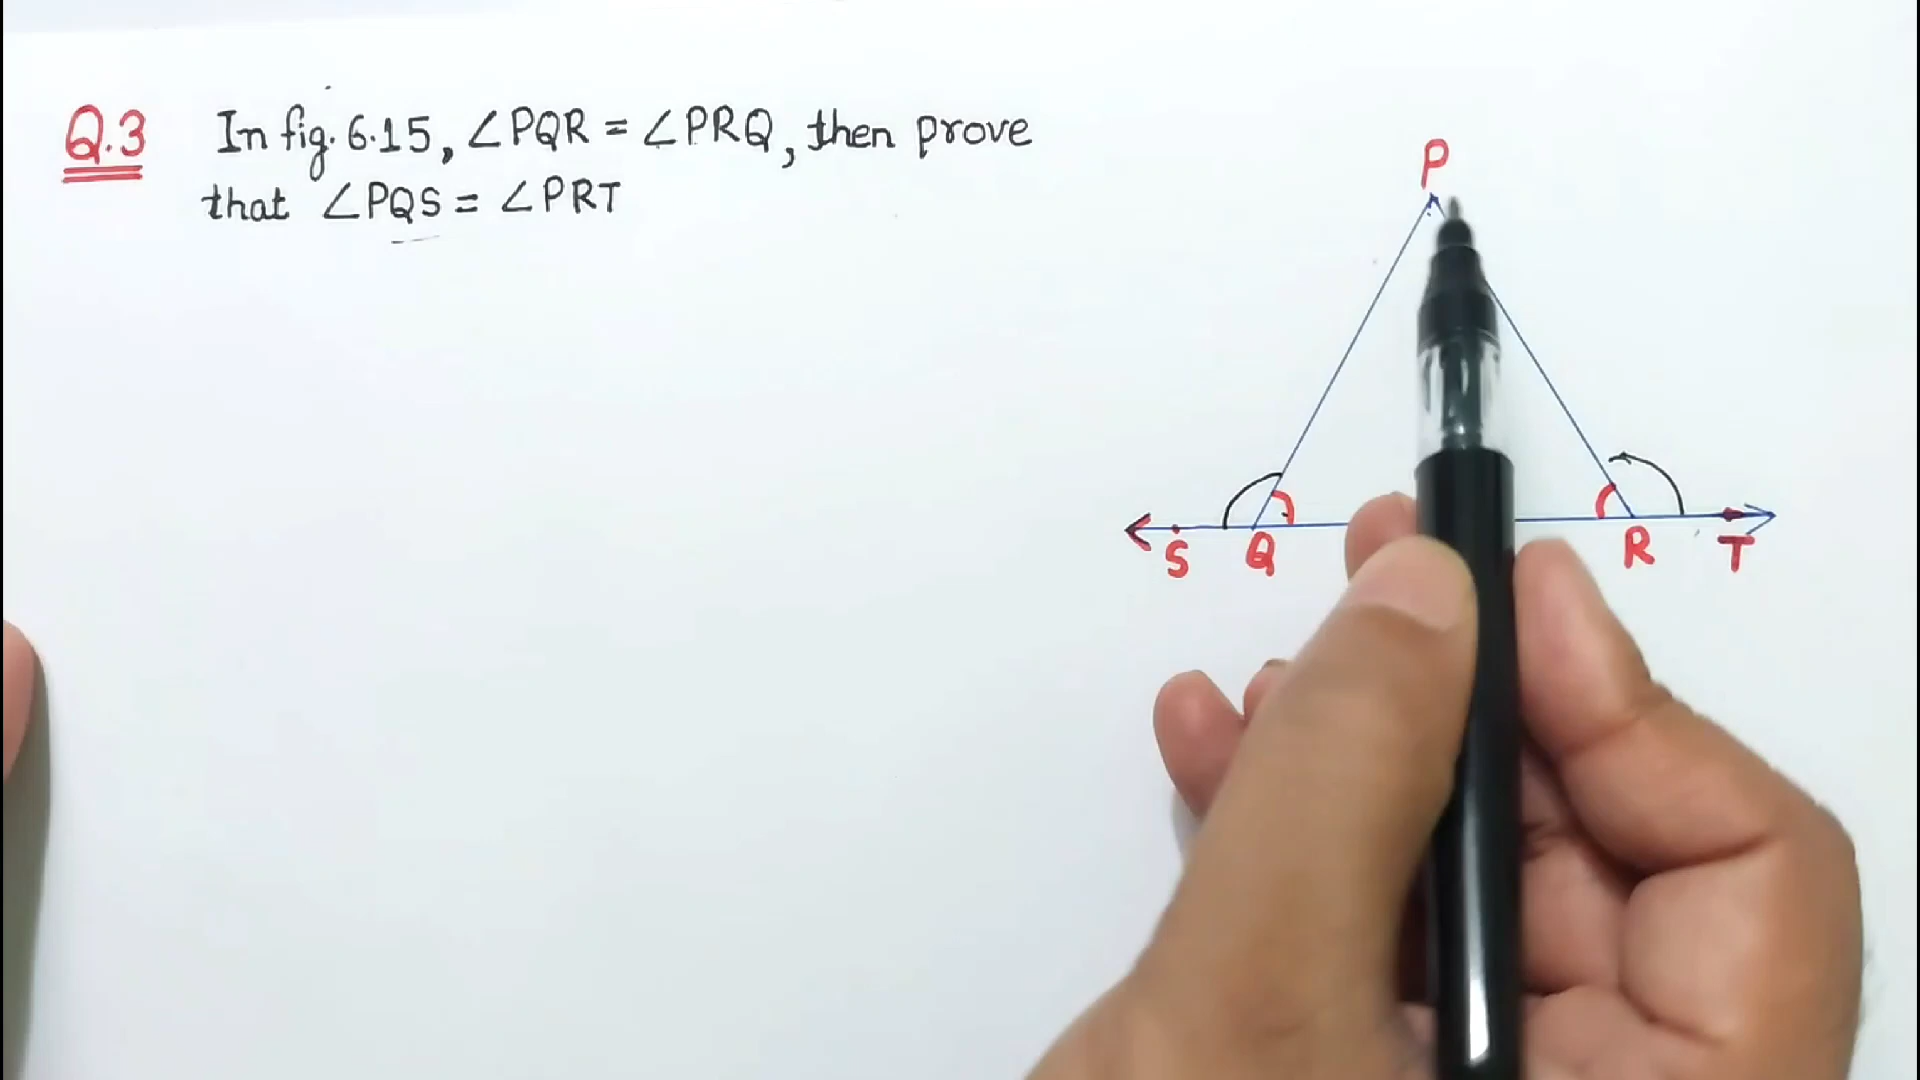 Q.3 In fig. 6.15, ∠PQR = ∠PRQ, then prove
that ∠PQS = ∠PRT
P
S Q R T